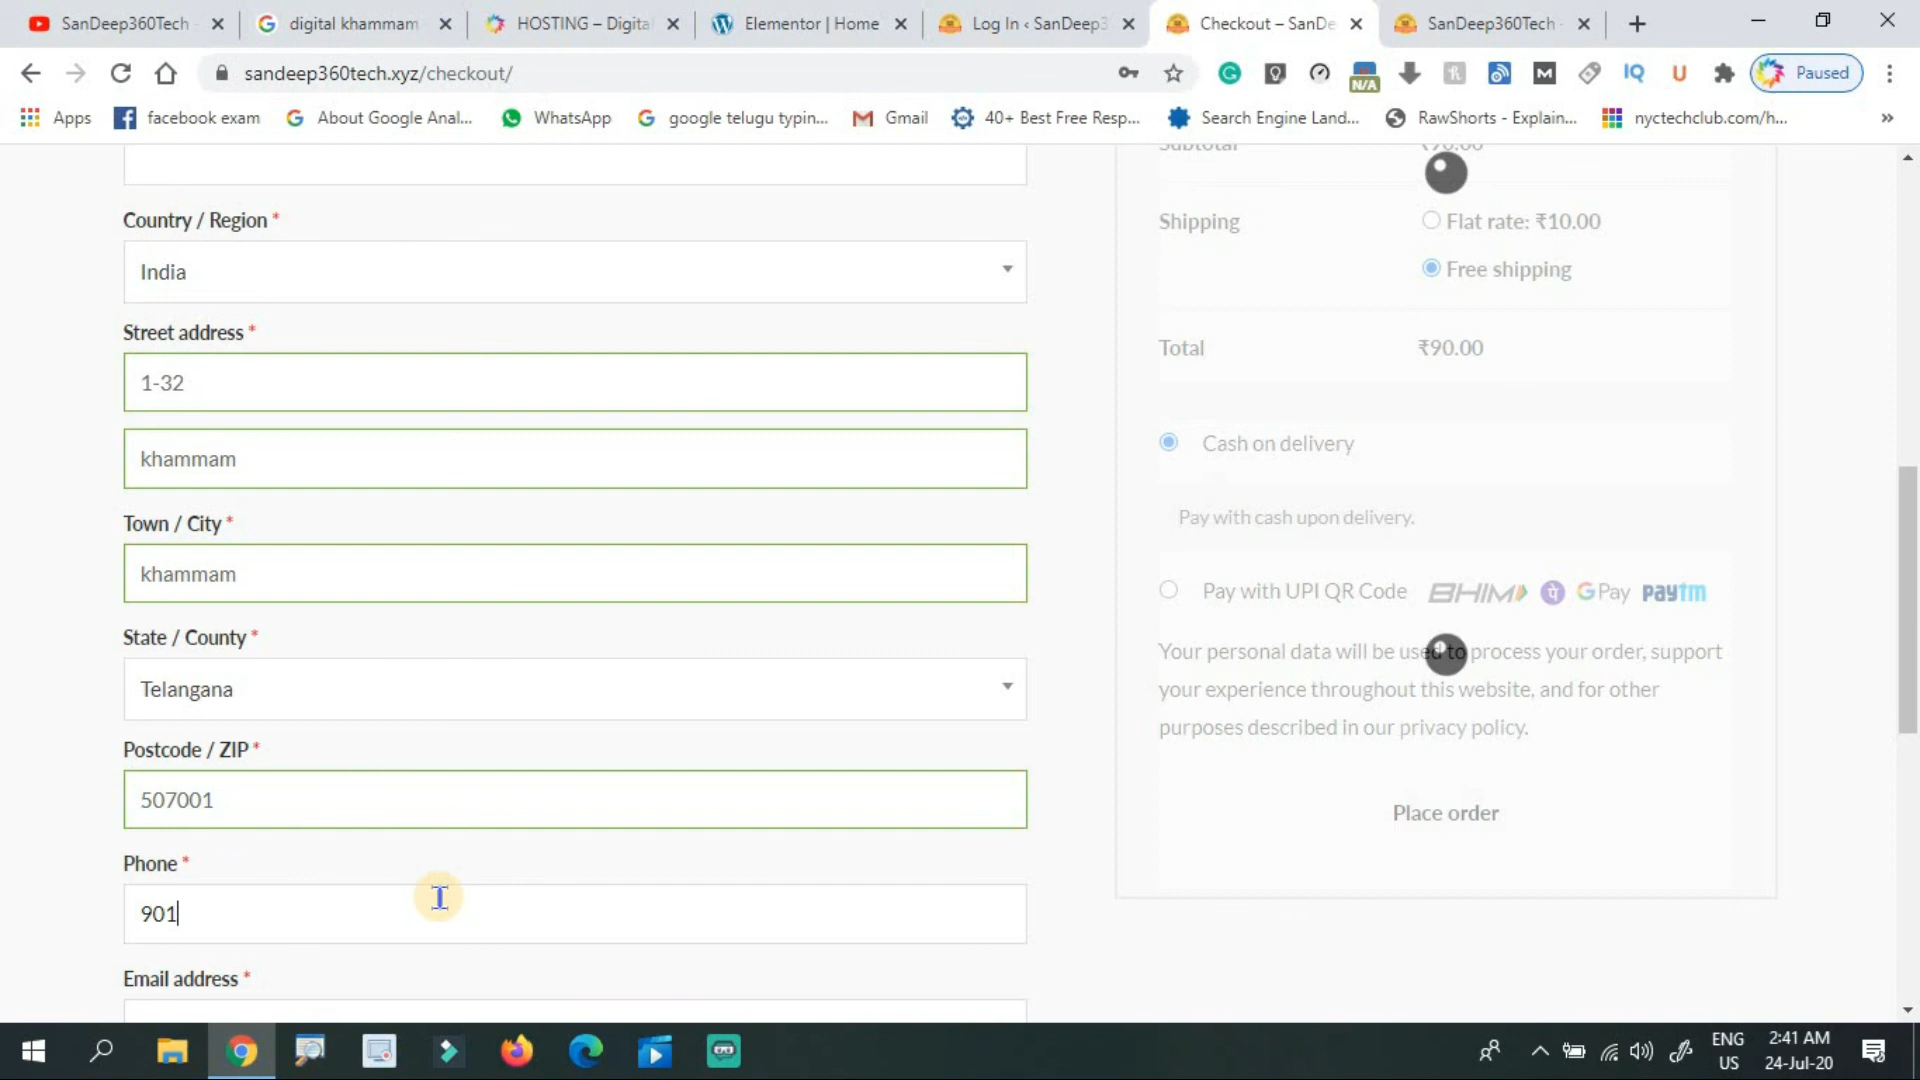 SanDeep360Tech -
digital khammam
HOSTING – Digita
Elementor | Home
Log In ‹ SanDeep3
Checkout – SanDe
SanDeep360Tech -
sandeep360tech.xyz/checkout/
N/A
M
IQ
U
Paused
Apps
facebook exam
About Google Anal...
WhatsApp
google telugu typin...
Gmail
40+ Best Free Resp...
Search Engine Land...
RawShorts - Explain...
nyctechclub.com/h...
»
Subtotal ₹90.00
Country / Region *
India
Street address *
1-32
khammam
Town / City *
khammam
State / County *
Telangana
Postcode / ZIP *
507001
Phone *
901
Email address *
Shipping
Flat rate: ₹10.00
Free shipping
Total ₹90.00
Cash on delivery
Pay with cash upon delivery.
Pay with UPI QR Code BHIM पे G Pay paytm
Your personal data will be used to process your order, support
your experience throughout this website, and for other
purposes described in our privacy policy.
Place order
ENG
US
2:41 AM
24-Jul-20